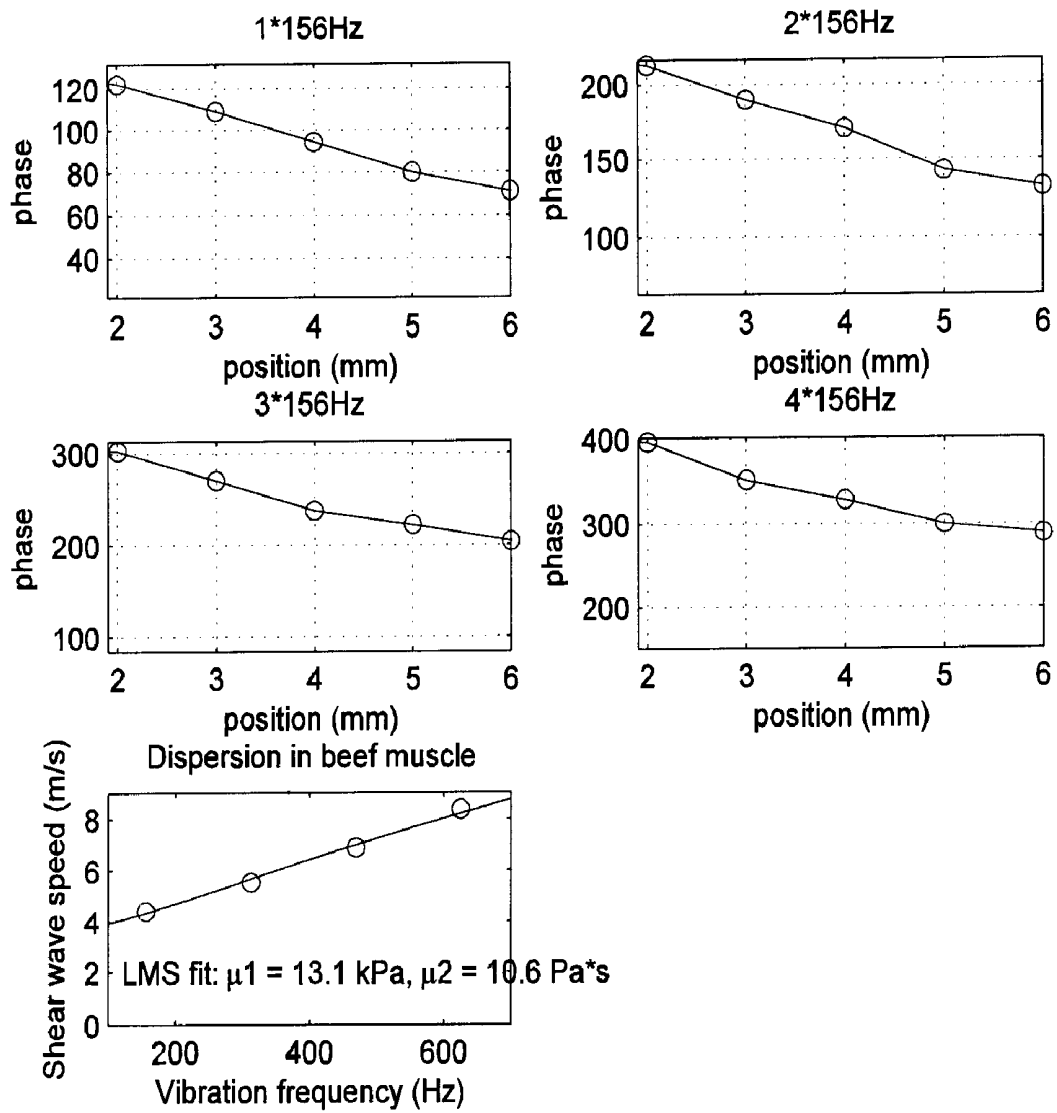 1*156Hz
120
100
80
60
40
phase
2 3 4 5 6
position (mm)
2*156Hz
200
150
100
phase
2 3 4 5 6
position (mm)
3*156Hz
300
200
100
phase
2 3 4 5 6
position (mm)
4*156Hz
400
300
200
phase
2 3 4 5 6
position (mm)
Dispersion in beef muscle
Shear wave speed (m/s)
8
6
4
2
0
LMS fit: μ1 = 13.1 kPa, μ2 = 10.6 Pa*s
200 400 600
Vibration frequency (Hz)